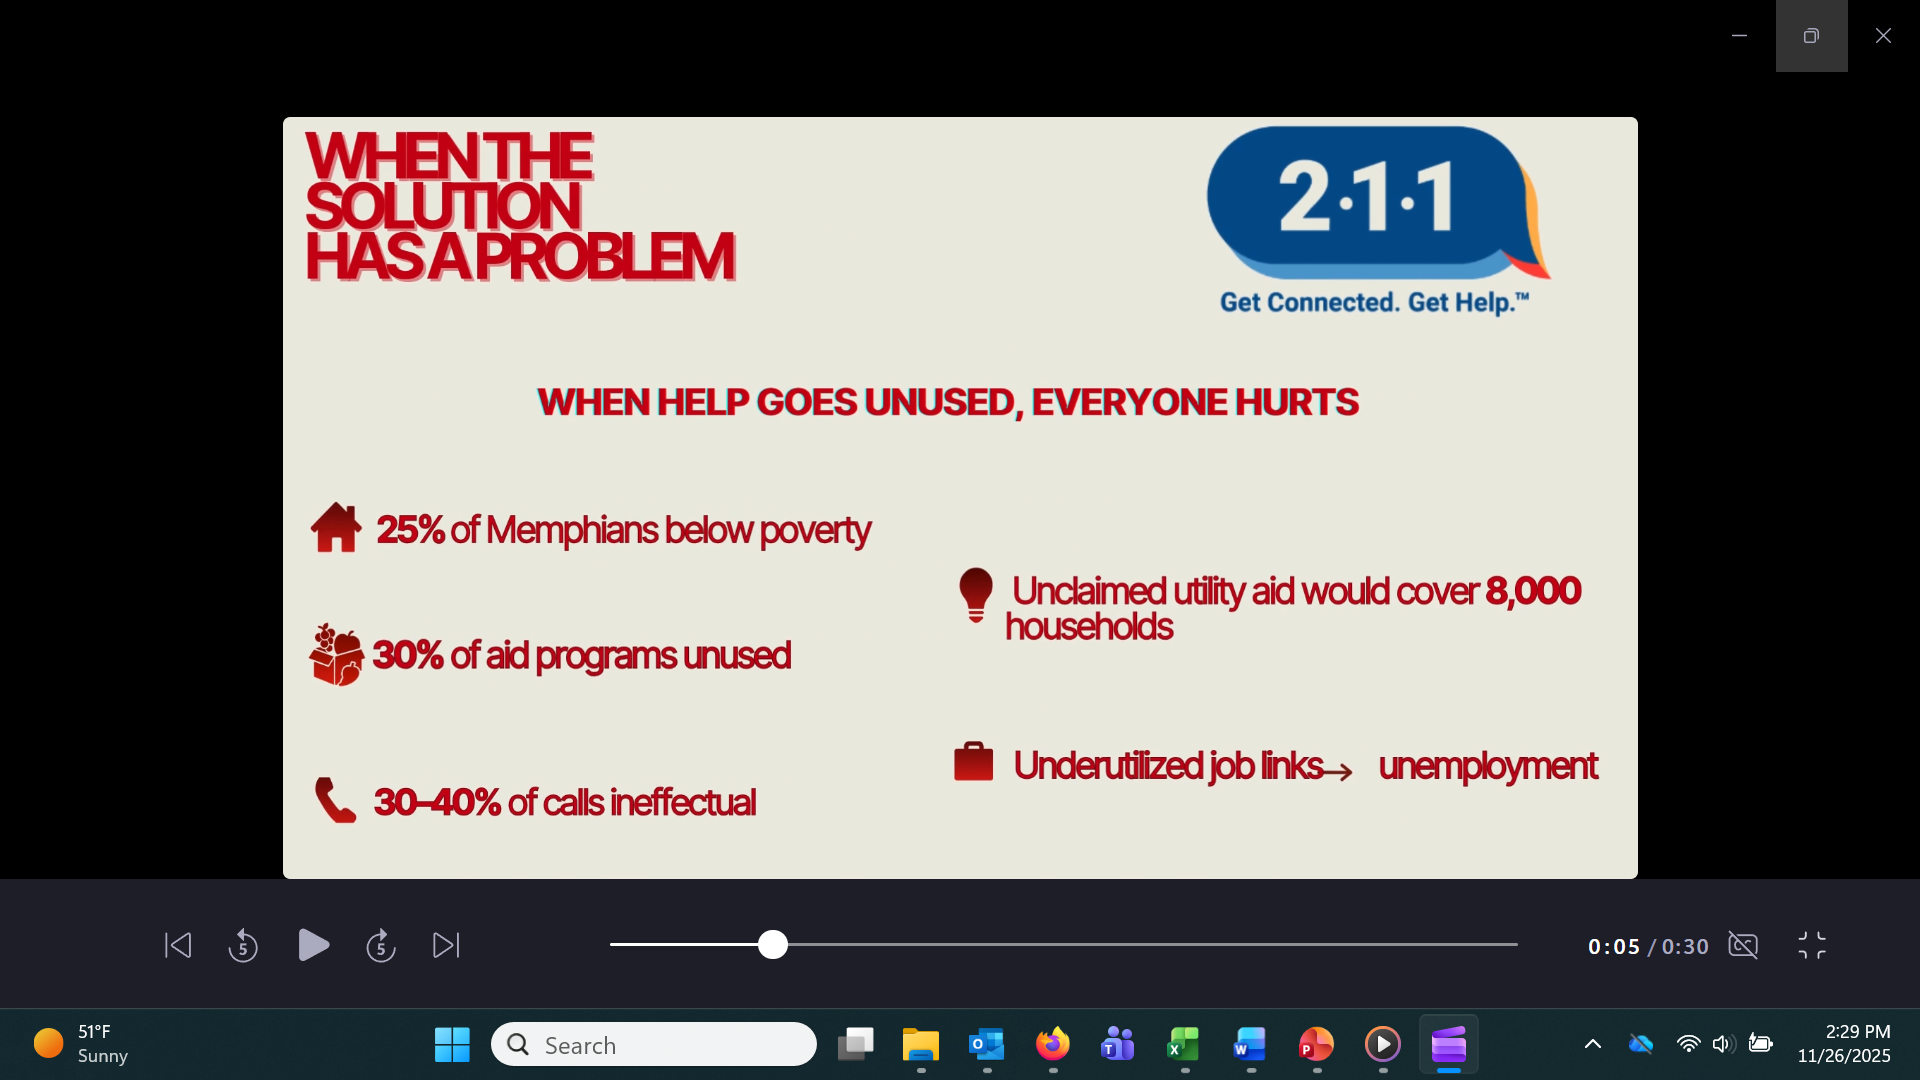 WHEN THE
SOLUTION
HAS A PROBLEM
2·1·1
Get Connected. Get Help.™
WHEN HELP GOES UNUSED, EVERYONE HURTS
25% of Memphians below poverty
30% of aid programs unused
30–40% of calls ineffectual
Unclaimed utility aid would cover 8,000
households
Underutilized job links→ unemployment
5
5
0:05 / 0:30
CC
51°F
Sunny
Search
O
T
X
W
P
2:29 PM
11/26/2025